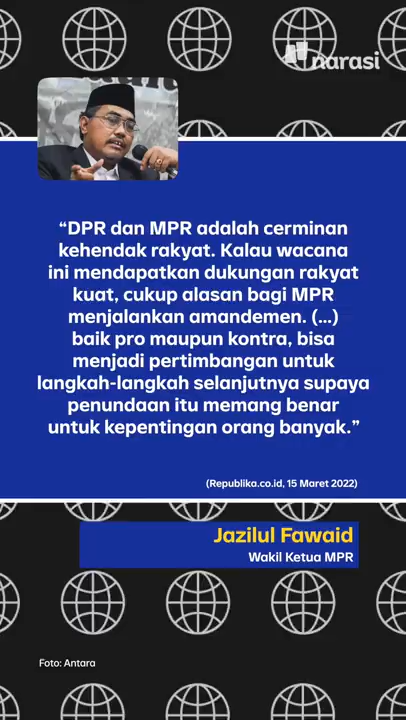 narasi
“DPR dan MPR adalah cerminan
kehendak rakyat. Kalau wacana
ini mendapatkan dukungan rakyat
kuat, cukup alasan bagi MPR
menjalankan amandemen. (...)
baik pro maupun kontra, bisa
menjadi pertimbangan untuk
langkah-langkah selanjutnya supaya
penundaan itu memang benar
untuk kepentingan orang banyak.”
(Republika.co.id, 15 Maret 2022)
Jazilul Fawaid
Wakil Ketua MPR
Foto: Antara